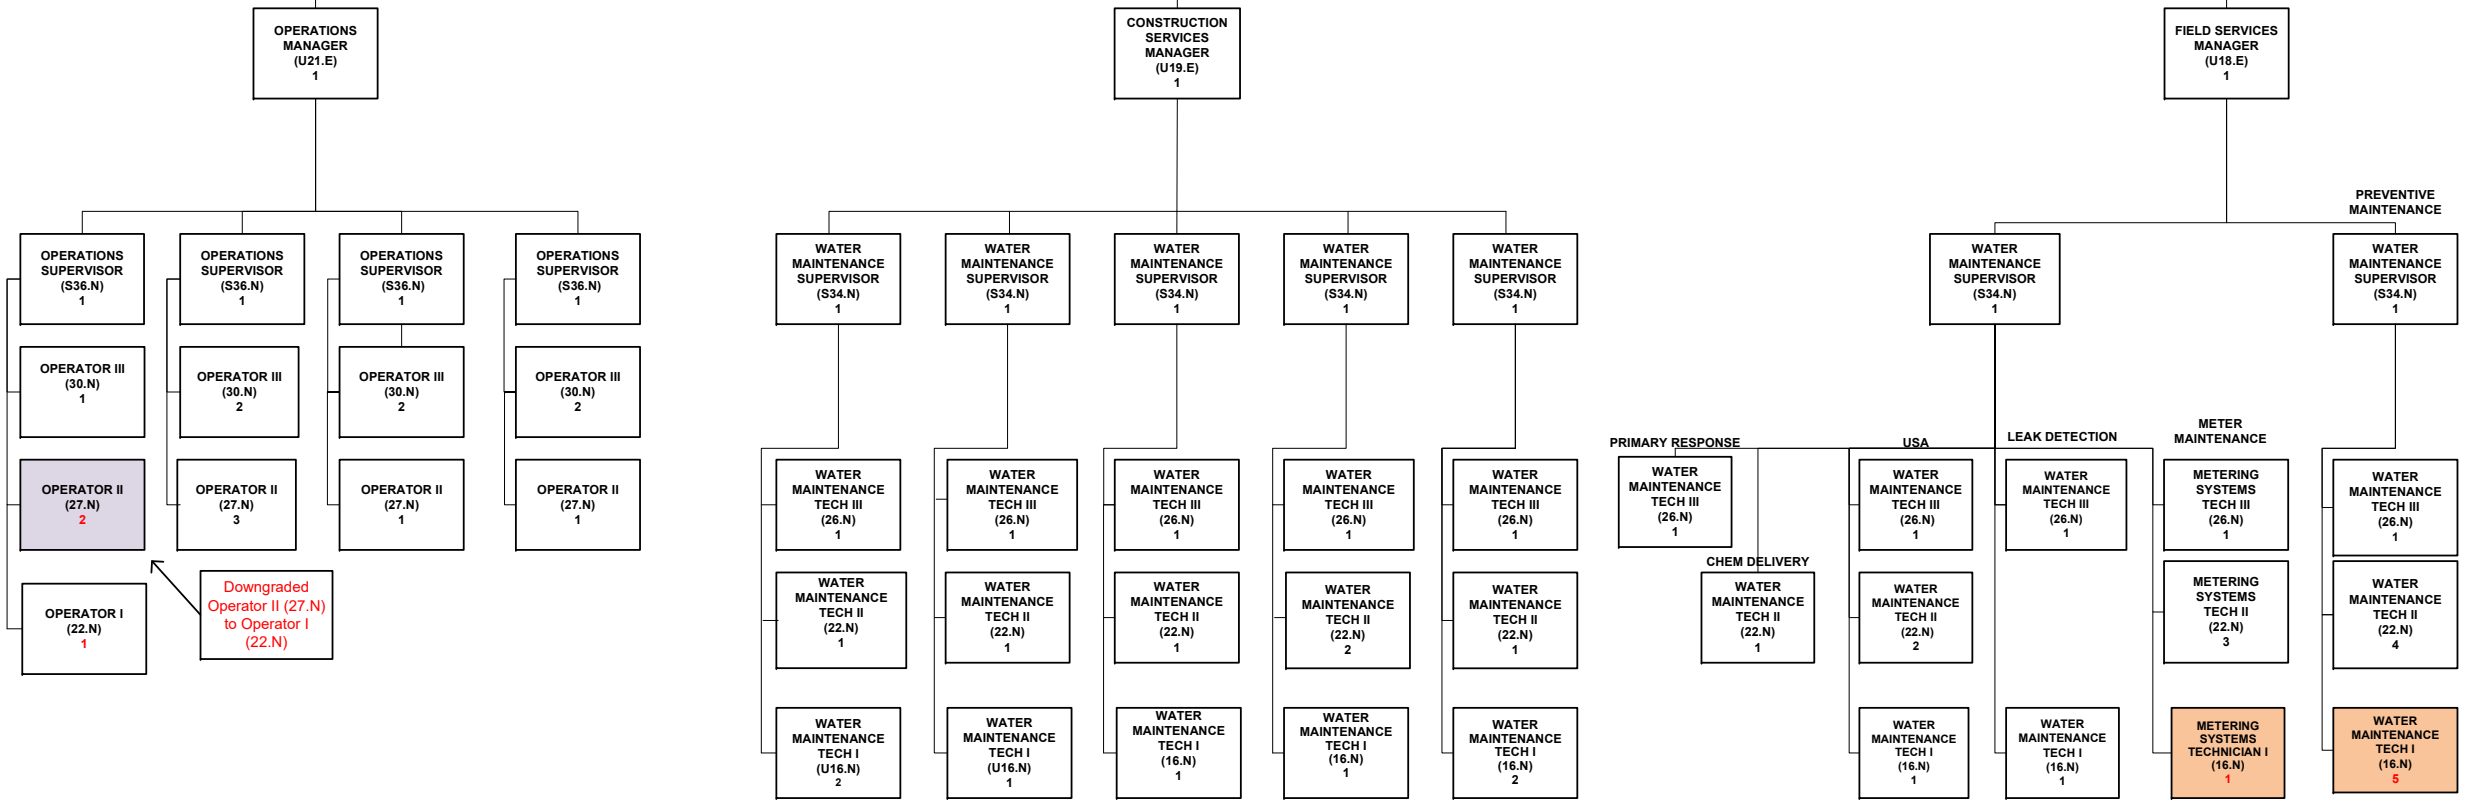 OPERATIONS
MANAGER
(U21.E)
1
CONSTRUCTION
SERVICES
MANAGER
(U19.E)
1
FIELD SERVICES
MANAGER
(U18.E)
1
PREVENTIVE
MAINTENANCE
OPERATIONS
SUPERVISOR
(S36.N)
1
OPERATIONS
SUPERVISOR
(S36.N)
1
OPERATIONS
SUPERVISOR
(S36.N)
1
OPERATIONS
SUPERVISOR
(S36.N)
1
WATER
MAINTENANCE
SUPERVISOR
(S34.N)
1
WATER
MAINTENANCE
SUPERVISOR
(S34.N)
1
WATER
MAINTENANCE
SUPERVISOR
(S34.N)
1
WATER
MAINTENANCE
SUPERVISOR
(S34.N)
1
WATER
MAINTENANCE
SUPERVISOR
(S34.N)
1
WATER
MAINTENANCE
SUPERVISOR
(S34.N)
1
WATER
MAINTENANCE
SUPERVISOR
(S34.N)
1
OPERATOR III
(30.N)
1
OPERATOR III
(30.N)
2
OPERATOR III
(30.N)
2
OPERATOR III
(30.N)
2
PRIMARY RESPONSE
USA
LEAK DETECTION
METER
MAINTENANCE
OPERATOR II
(27.N)
2
OPERATOR II
(27.N)
3
OPERATOR II
(27.N)
1
OPERATOR II
(27.N)
1
WATER
MAINTENANCE
TECH III
(26.N)
1
WATER
MAINTENANCE
TECH III
(26.N)
1
WATER
MAINTENANCE
TECH III
(26.N)
1
WATER
MAINTENANCE
TECH III
(26.N)
1
WATER
MAINTENANCE
TECH III
(26.N)
1
WATER
MAINTENANCE
TECH III
(26.N)
1
WATER
MAINTENANCE
TECH III
(26.N)
1
WATER
MAINTENANCE
TECH III
(26.N)
1
METERING
SYSTEMS
TECH III
(26.N)
1
WATER
MAINTENANCE
TECH III
(26.N)
1
CHEM DELIVERY
OPERATOR I
(22.N)
1
Downgraded
Operator II (27.N)
to Operator I
(22.N)
WATER
MAINTENANCE
TECH II
(22.N)
1
WATER
MAINTENANCE
TECH II
(22.N)
1
WATER
MAINTENANCE
TECH II
(22.N)
1
WATER
MAINTENANCE
TECH II
(22.N)
2
WATER
MAINTENANCE
TECH II
(22.N)
1
WATER
MAINTENANCE
TECH II
(22.N)
1
WATER
MAINTENANCE
TECH II
(22.N)
2
METERING
SYSTEMS
TECH II
(22.N)
3
WATER
MAINTENANCE
TECH II
(22.N)
4
WATER
MAINTENANCE
TECH I
(U16.N)
2
WATER
MAINTENANCE
TECH I
(U16.N)
1
WATER
MAINTENANCE
TECH I
(16.N)
1
WATER
MAINTENANCE
TECH I
(16.N)
1
WATER
MAINTENANCE
TECH I
(16.N)
2
WATER
MAINTENANCE
TECH I
(16.N)
1
WATER
MAINTENANCE
TECH I
(16.N)
1
METERING
SYSTEMS
TECHNICIAN I
(16.N)
1
WATER
MAINTENANCE
TECH I
(16.N)
5